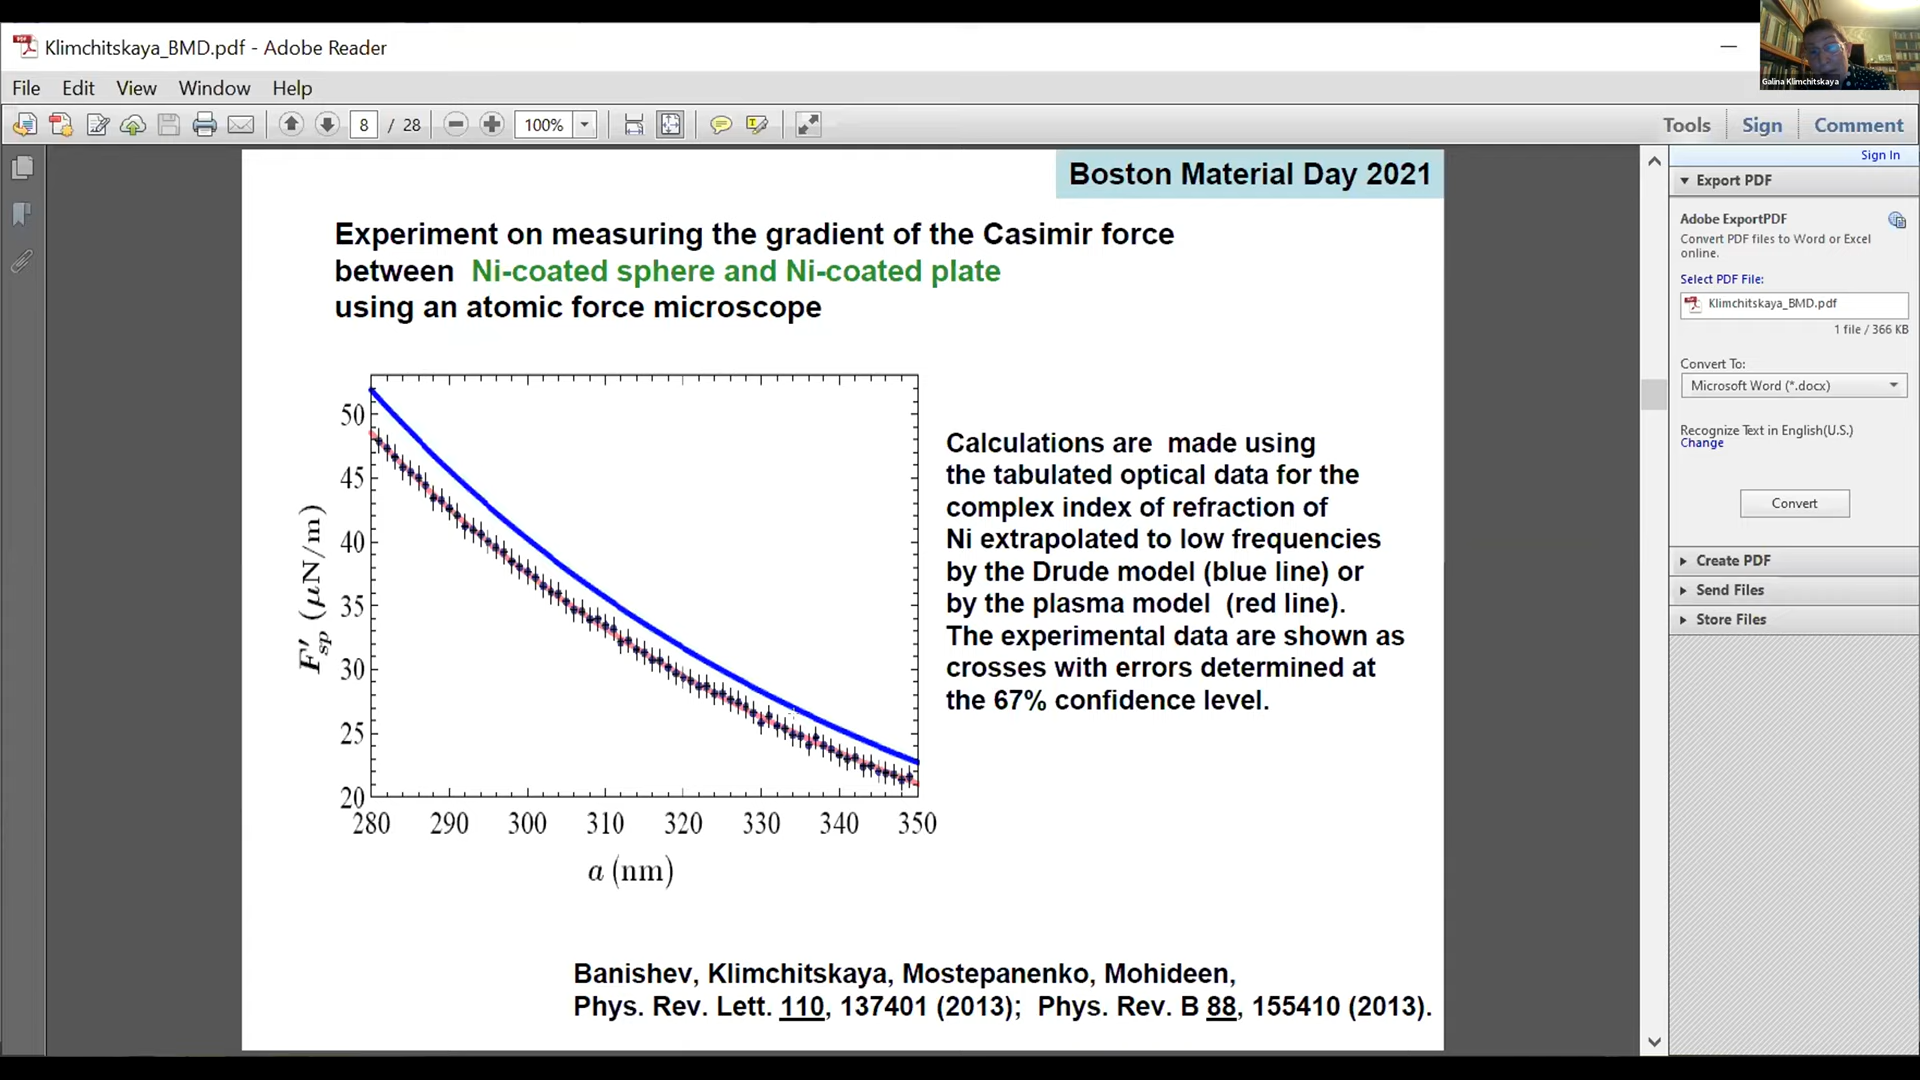 Klimchitskaya_BMD.pdf - Adobe Reader
Galina Klimchitskaya
File Edit View Window Help
8 / 28
100%
Tools Sign Comment
Sign In
Export PDF
Adobe ExportPDF
Convert PDF files to Word or Excel
online.
Select PDF File:
Klimchitskaya_BMD.pdf
1 file / 366 KB
Convert To:
Microsoft Word (*.docx)
Recognize Text in English(U.S.)
Change
Convert
Create PDF
Send Files
Store Files
Boston Material Day 2021
Experiment on measuring the gradient of the Casimir force
between Ni-coated sphere and Ni-coated plate
using an atomic force microscope
F′sp (μN/m)
50
45
40
35
30
25
20
280 290 300 310 320 330 340 350
a (nm)
Calculations are made using
the tabulated optical data for the
complex index of refraction of
Ni extrapolated to low frequencies
by the Drude model (blue line) or
by the plasma model (red line).
The experimental data are shown as
crosses with errors determined at
the 67% confidence level.
Banishev, Klimchitskaya, Mostepanenko, Mohideen,
Phys. Rev. Lett. 110, 137401 (2013); Phys. Rev. B 88, 155410 (2013).